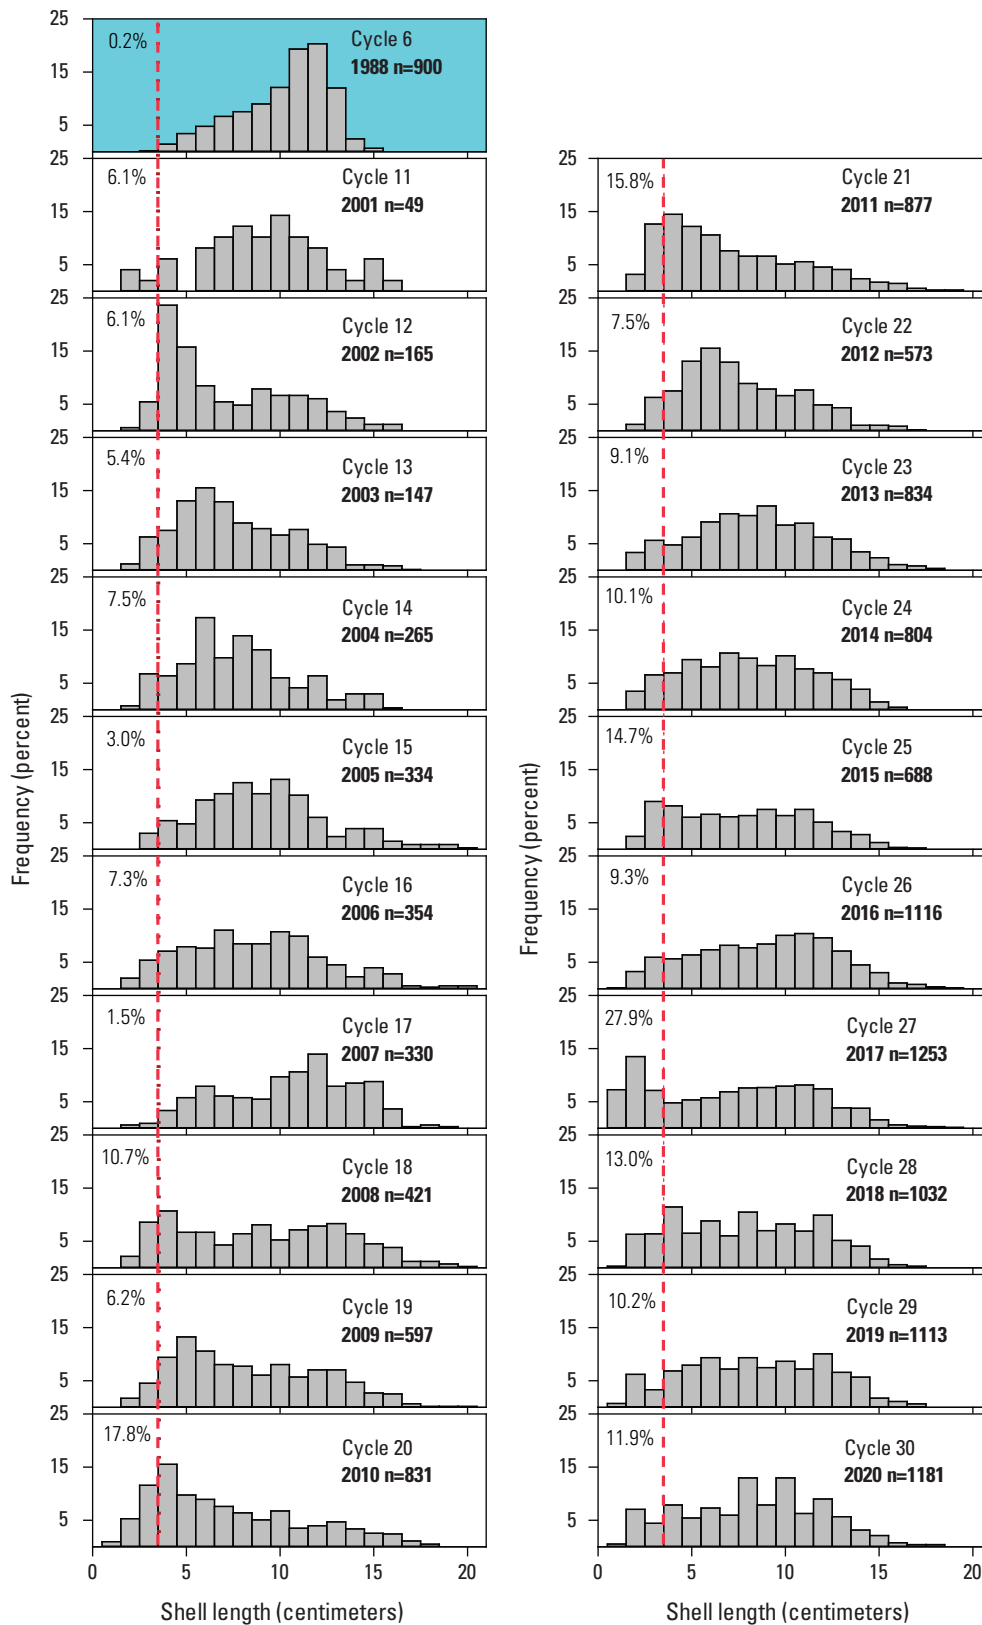 25
15
5
0.2%
Cycle 6
1988 n=900
25
15
5
6.1%
Cycle 11
2001 n=49
25
15
5
6.1%
Cycle 12
2002 n=165
25
15
5
5.4%
Cycle 13
2003 n=147
25
15
5
7.5%
Cycle 14
2004 n=265
25
15
5
3.0%
Cycle 15
2005 n=334
25
15
5
7.3%
Cycle 16
2006 n=354
25
15
5
1.5%
Cycle 17
2007 n=330
25
15
5
10.7%
Cycle 18
2008 n=421
25
15
5
6.2%
Cycle 19
2009 n=597
25
15
5
17.8%
Cycle 20
2010 n=831
0 5 10 15 20
Shell length (centimeters)
Frequency (percent)
25
15
5
15.8%
Cycle 21
2011 n=877
25
15
5
7.5%
Cycle 22
2012 n=573
25
15
5
9.1%
Cycle 23
2013 n=834
25
15
5
10.1%
Cycle 24
2014 n=804
25
15
5
14.7%
Cycle 25
2015 n=688
25
15
5
9.3%
Cycle 26
2016 n=1116
25
15
5
27.9%
Cycle 27
2017 n=1253
25
15
5
13.0%
Cycle 28
2018 n=1032
25
15
5
10.2%
Cycle 29
2019 n=1113
25
15
5
11.9%
Cycle 30
2020 n=1181
0 5 10 15 20
Shell length (centimeters)
Frequency (percent)